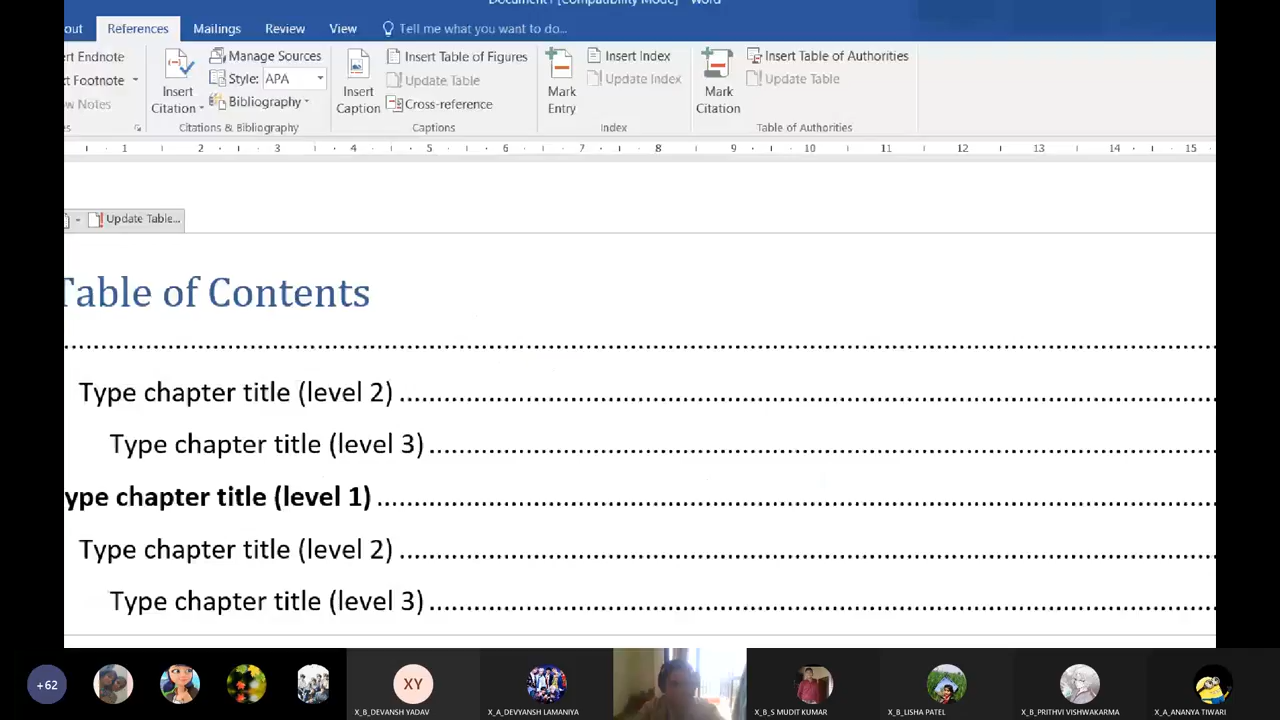 Document1 [Compatibility Mode] - Word
out References Mailings Review View Tell me what you want to do...
ert Endnote
xt Footnote
ow Notes
Insert Citation
Manage Sources
Style: APA
Bibliography
Citations & Bibliography
Insert Caption
Insert Table of Figures
Update Table
Cross-reference
Captions
Mark Entry
Insert Index
Update Index
Index
Mark Citation
Insert Table of Authorities
Update Table
Table of Authorities
1 2 3 4 5 6 7 8 9 10 11 12 13 14 15
Update Table...
Table of Contents
Type chapter title (level 2)
Type chapter title (level 3)
ype chapter title (level 1)
Type chapter title (level 2)
Type chapter title (level 3)
+62
XY
X_B_DEVANSH YADAV
X_A_DEVYANSH LAMANIYA
X_B_S MUDIT KUMAR
X_B_LISHA PATEL
X_B_PRITHVI VISHWAKARMA
X_A_ANANYA TIWARI